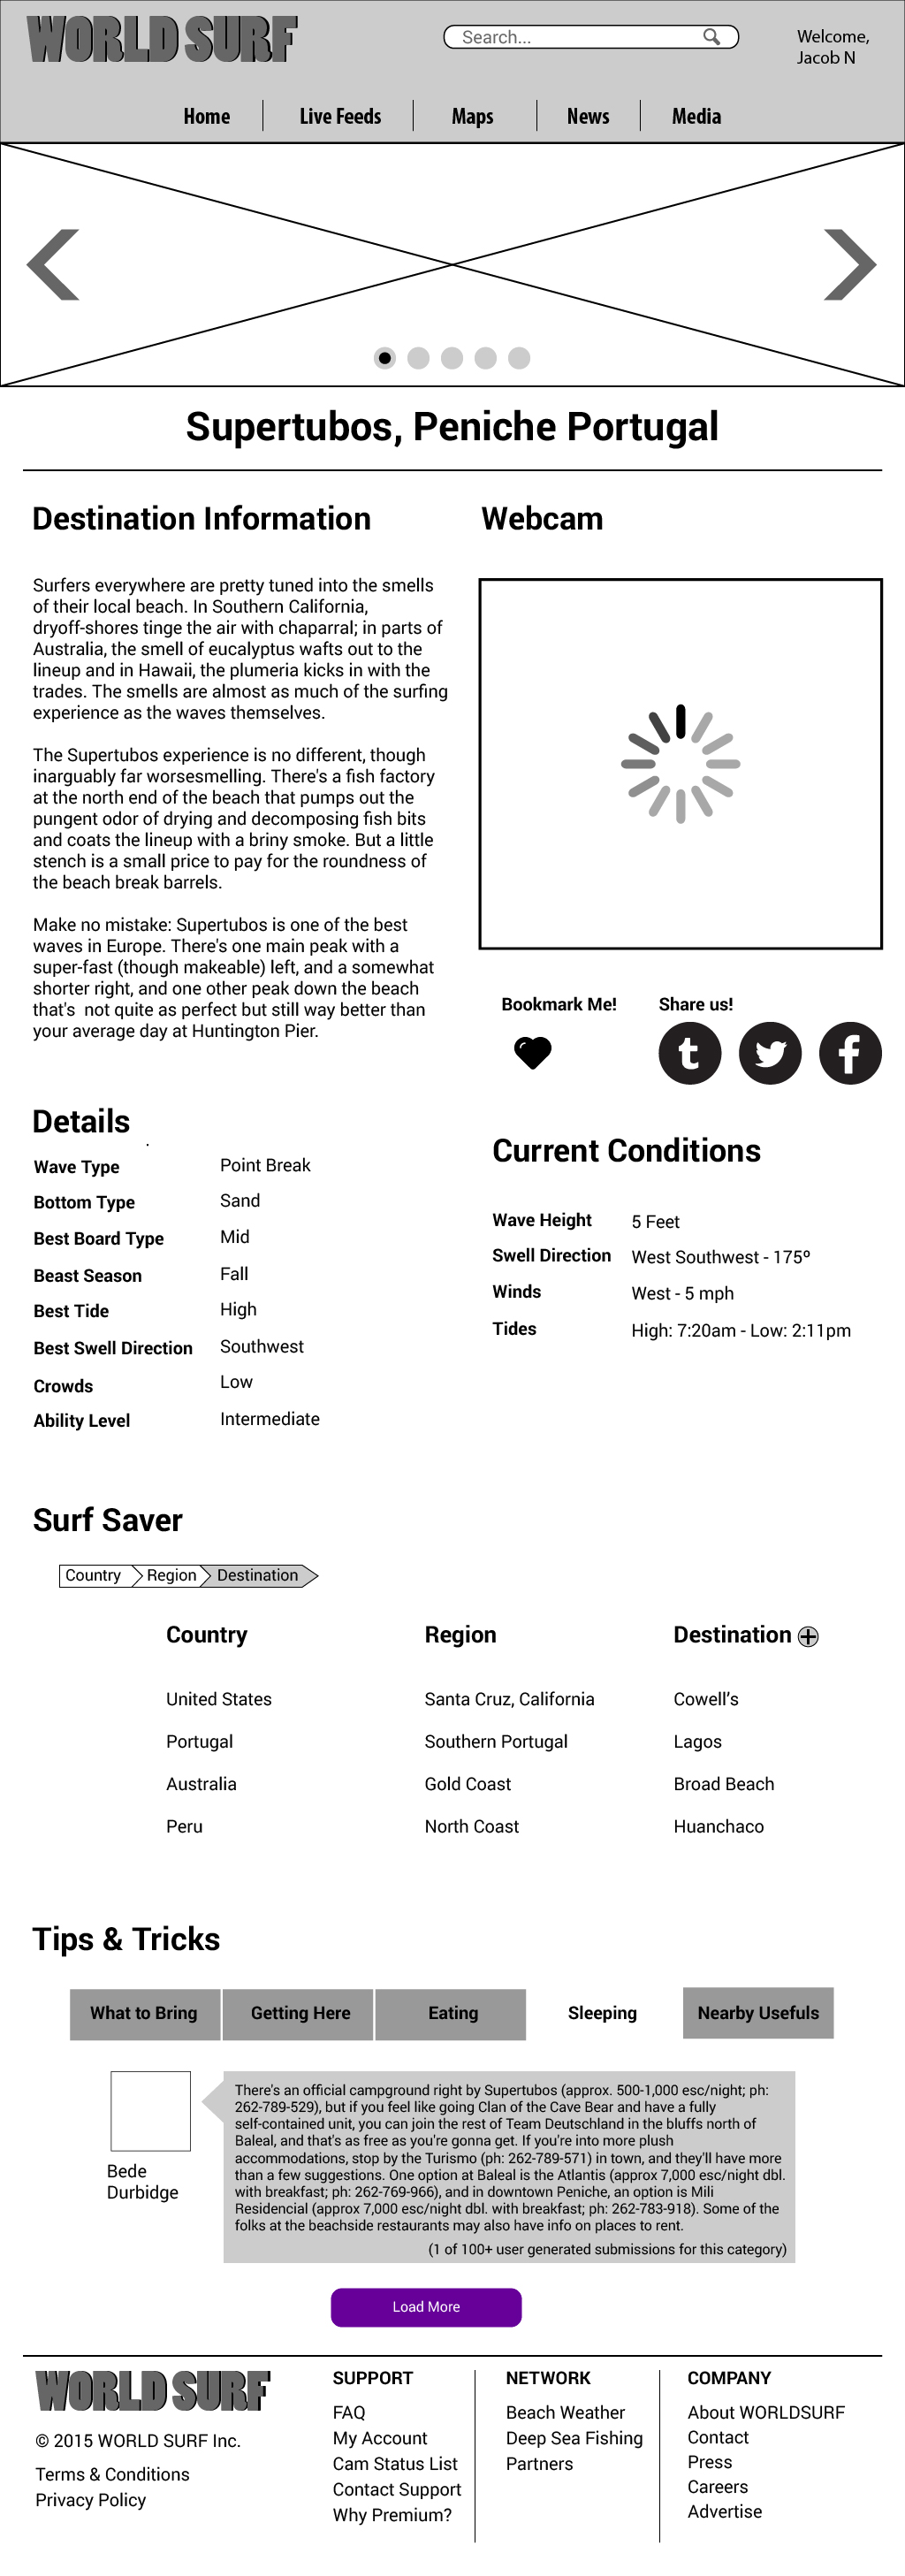 WORLD SURF
Search...
Welcome,
Jacob N
Home
Live Feeds
Maps
News
Media
Supertubos, Peniche Portugal
Destination Information
Surfers everywhere are pretty tuned into the smells
of their local beach. In Southern California,
dryoff-shores tinge the air with chaparral; in parts of
Australia, the smell of eucalyptus wafts out to the
lineup and in Hawaii, the plumeria kicks in with the
trades. The smells are almost as much of the surfing
experience as the waves themselves.
The Supertubos experience is no different, though
inarguably far worsesmelling. There's a fish factory
at the north end of the beach that pumps out the
pungent odor of drying and decomposing fish bits
and coats the lineup with a briny smoke. But a little
stench is a small price to pay for the roundness of
the beach break barrels.
Make no mistake: Supertubos is one of the best
waves in Europe. There's one main peak with a
super-fast (though makeable) left, and a somewhat
shorter right, and one other peak down the beach
that's  not quite as perfect but still way better than
your average day at Huntington Pier.
Webcam
Bookmark Me!
Share us!
Details
Wave Type Point Break
Bottom Type Sand
Best Board Type Mid
Beast Season Fall
Best Tide High
Best Swell Direction Southwest
Crowds Low
Ability Level Intermediate
Current Conditions
Wave Height 5 Feet
Swell Direction West Southwest - 175º
Winds West - 5 mph
Tides High: 7:20am - Low: 2:11pm
Surf Saver
Country Region Destination
Country Region Destination
United States Santa Cruz, California Cowell’s
Portugal Southern Portugal Lagos
Australia Gold Coast Broad Beach
Peru North Coast Huanchaco
Tips & Tricks
What to Bring
Getting Here
Eating
Sleeping
Nearby Usefuls
Bede
Durbidge
There's an official campground right by Supertubos (approx. 500-1,000 esc/night; ph:
262-789-529), but if you feel like going Clan of the Cave Bear and have a fully
self-contained unit, you can join the rest of Team Deutschland in the bluffs north of
Baleal, and that's as free as you're gonna get. If you're into more plush
accommodations, stop by the Turismo (ph: 262-789-571) in town, and they'll have more
than a few suggestions. One option at Baleal is the Atlantis (approx 7,000 esc/night dbl.
with breakfast; ph: 262-769-966), and in downtown Peniche, an option is Mili
Residencial (approx 7,000 esc/night dbl. with breakfast; ph: 262-783-918). Some of the
folks at the beachside restaurants may also have info on places to rent.
(1 of 100+ user generated submissions for this category)
Load More
WORLD SURF
© 2015 WORLD SURF Inc.
Terms & Conditions
Privacy Policy
SUPPORT
FAQ
My Account
Cam Status List
Contact Support
Why Premium?
NETWORK
Beach Weather
Deep Sea Fishing
Partners
COMPANY
About WORLDSURF
Contact
Press
Careers
Advertise